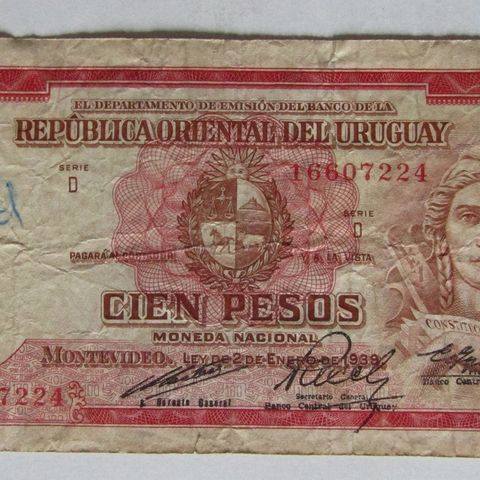 EL DEPARTAMENTO DE EMISIÓN DEL BANCO DE LA
REPÚBLICA ORIENTAL DEL URUGUAY
SERIE
D
16607224
SERIE
D
PAGARÁ AL PORTADOR Y A LA VISTA
CIEN PESOS
MONEDA NACIONAL
MONTEVIDEO. LEY DE 2 DE ENERO DE 1939
CONSTITUC
7224
Gerente General
Secretario General
Banco Central del Uruguay
Banco Centra